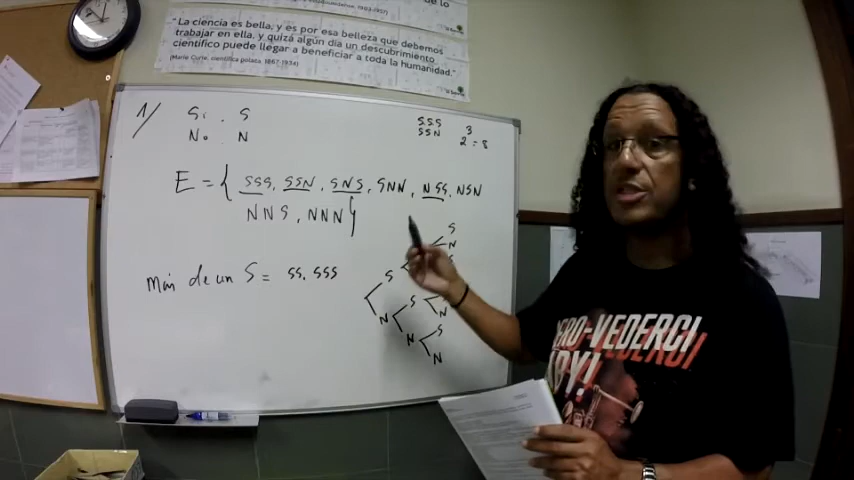 "La ciencia es bella, y es por esa belleza que debemos
trabajar en ella, y quizá algún día un descubrimiento
científico puede llegar a beneficiar a toda la humanidad."
(Marie Curie, científica polaca, 1867-1934)
1/ Si . S
No N
SSS
SSN
2³ = 8
E = { SSS, SSN, SNS, SNN, NSS, NSN
NNS, NNN }
Más de un S = SS, SSS
S
N
S
S
N
N
S
N
N
S
N
VEDERCI
BY!